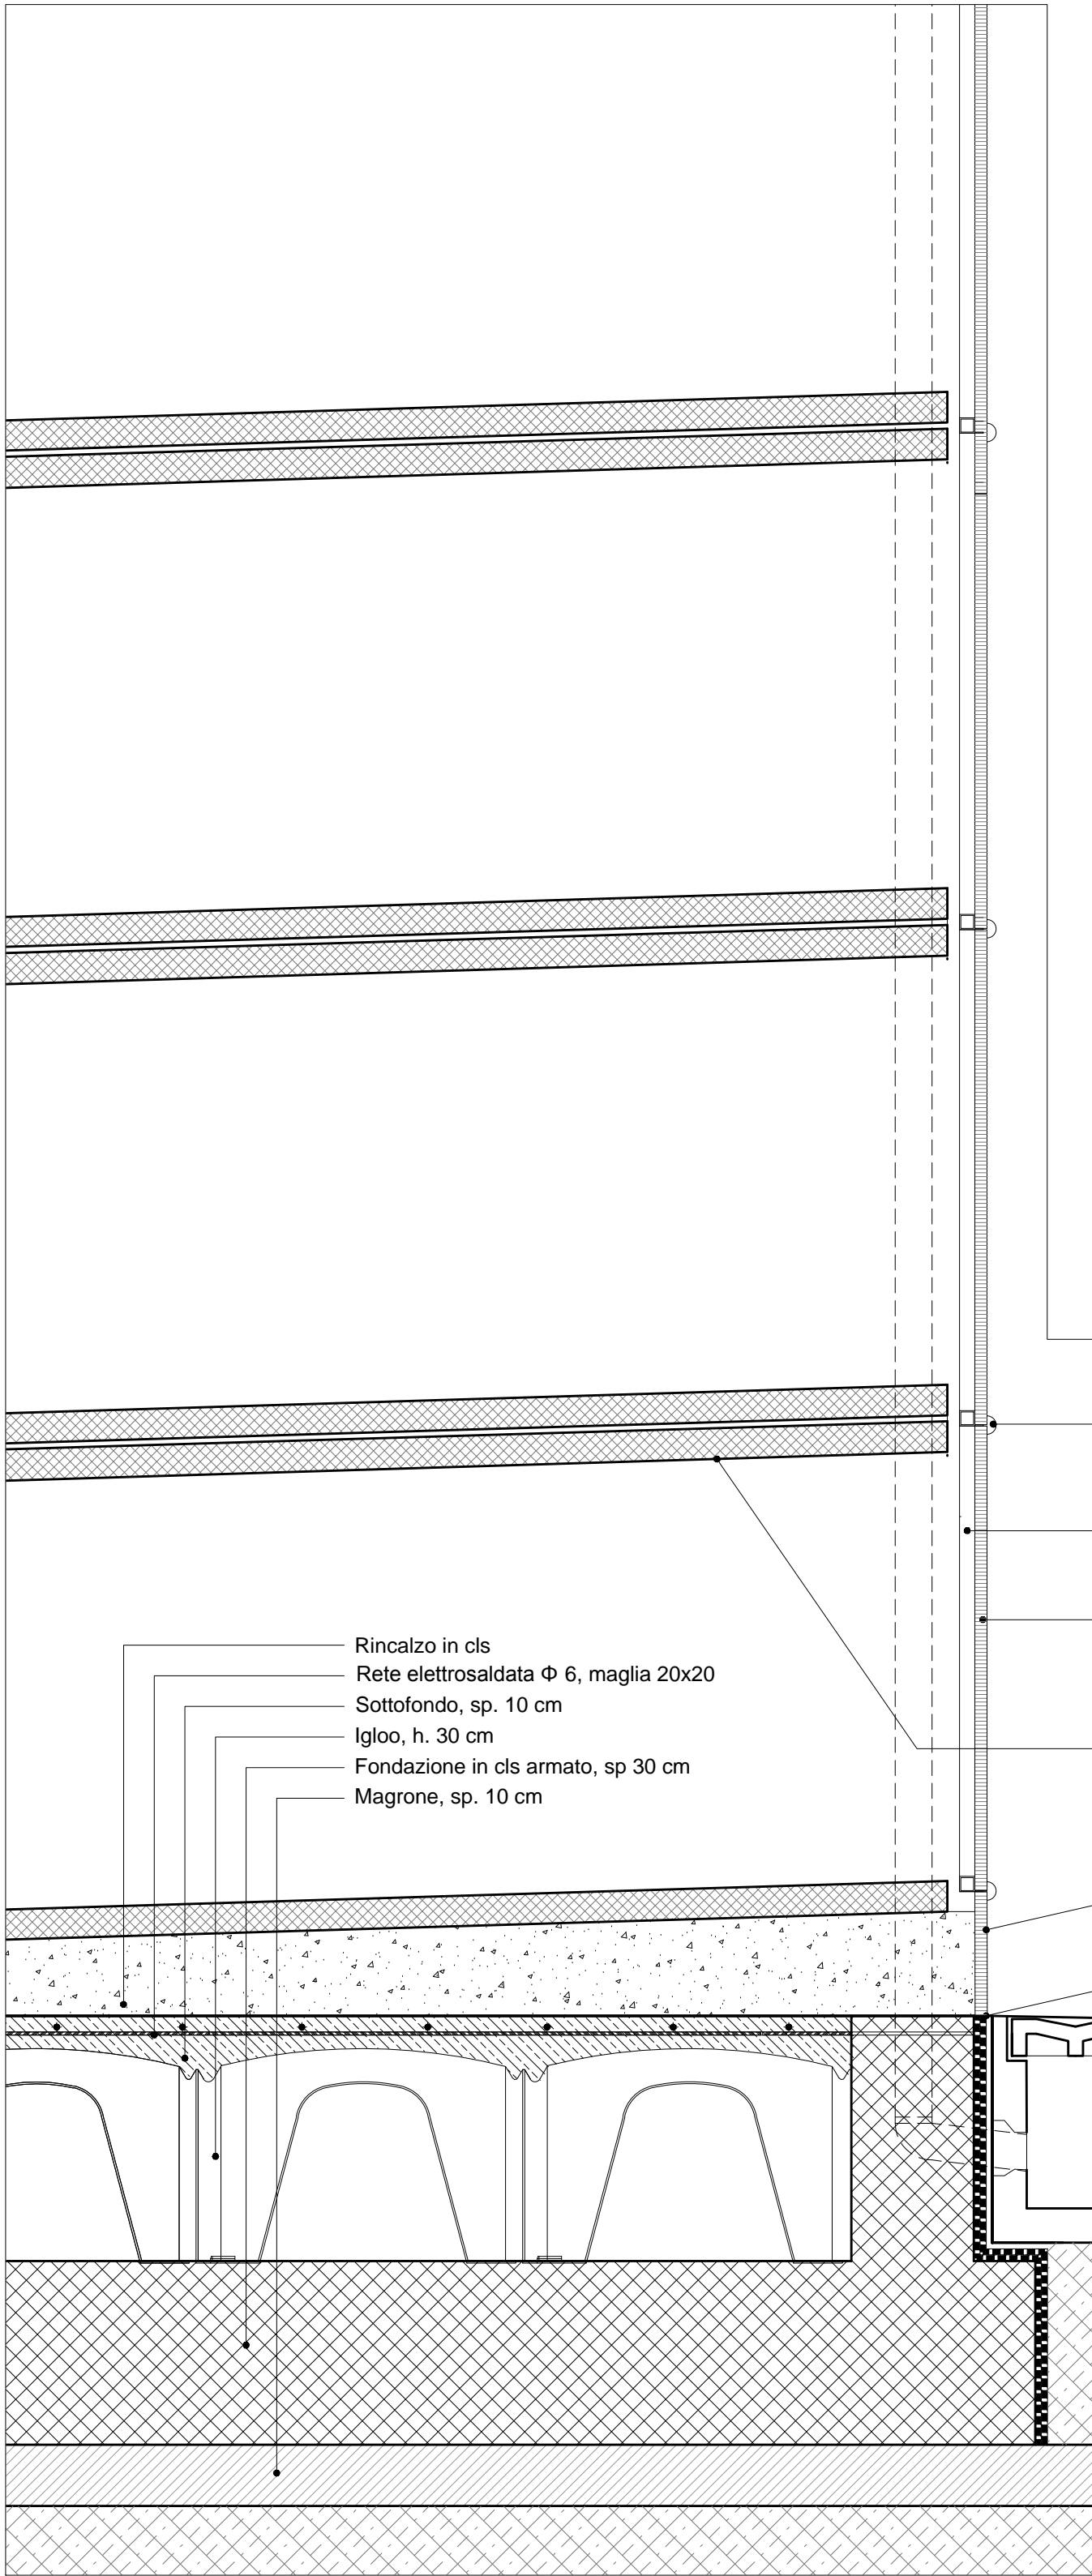 Rincalzo in cls
Rete elettrosaldata Φ 6, maglia 20x20
Sottofondo, sp. 10 cm
Igloo, h. 30 cm
Fondazione in cls armato, sp 30 cm
Magrone, sp. 10 cm